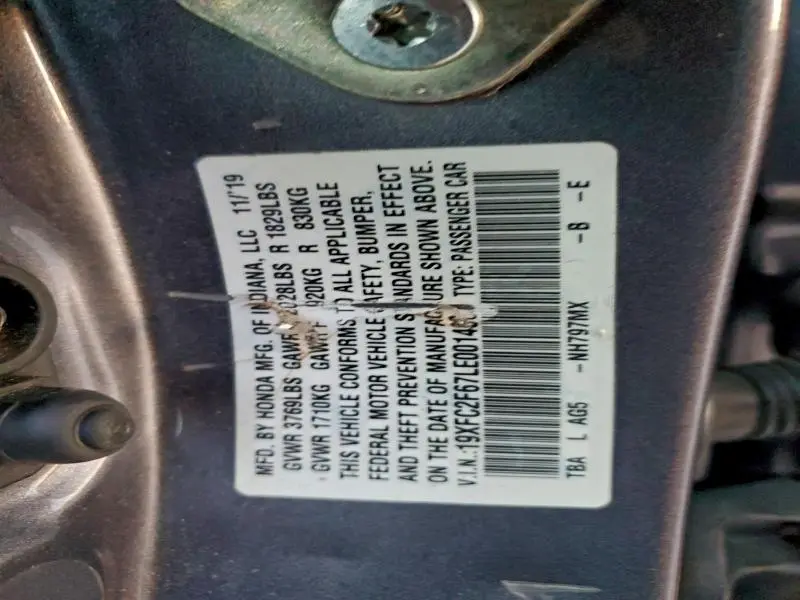 MFD. BY HONDA MFG. OF INDIANA, LLC 11/'19
GVWR 3769LBS R 1829LBS
GVWR 1710KG R 830KG
THIS VEHICLE CONFORMS TO ALL APPLICABLE
FEDERAL MOTOR VEHICLE SAFETY, BUMPER,
AND THEFT PREVENTION STANDARDS IN EFFECT
ON THE DATE OF MANUFACTURE SHOWN ABOVE.
V.I.N.: TYPE: PASSENGER CAR
TBA L AG5 -NH797MX -B -E